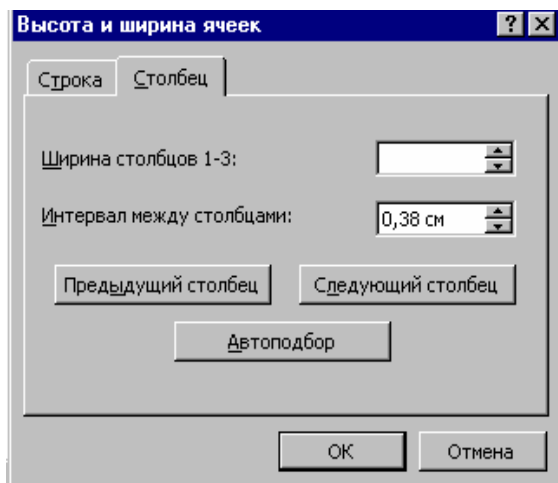 Высота и ширина ячеек ?
Строка Столбец
Ширина столбцов 1-3:
Интервал между столбцами: 0,38 см
Предыдущий столбец Следующий столбец
Автоподбор
ОК Отмена